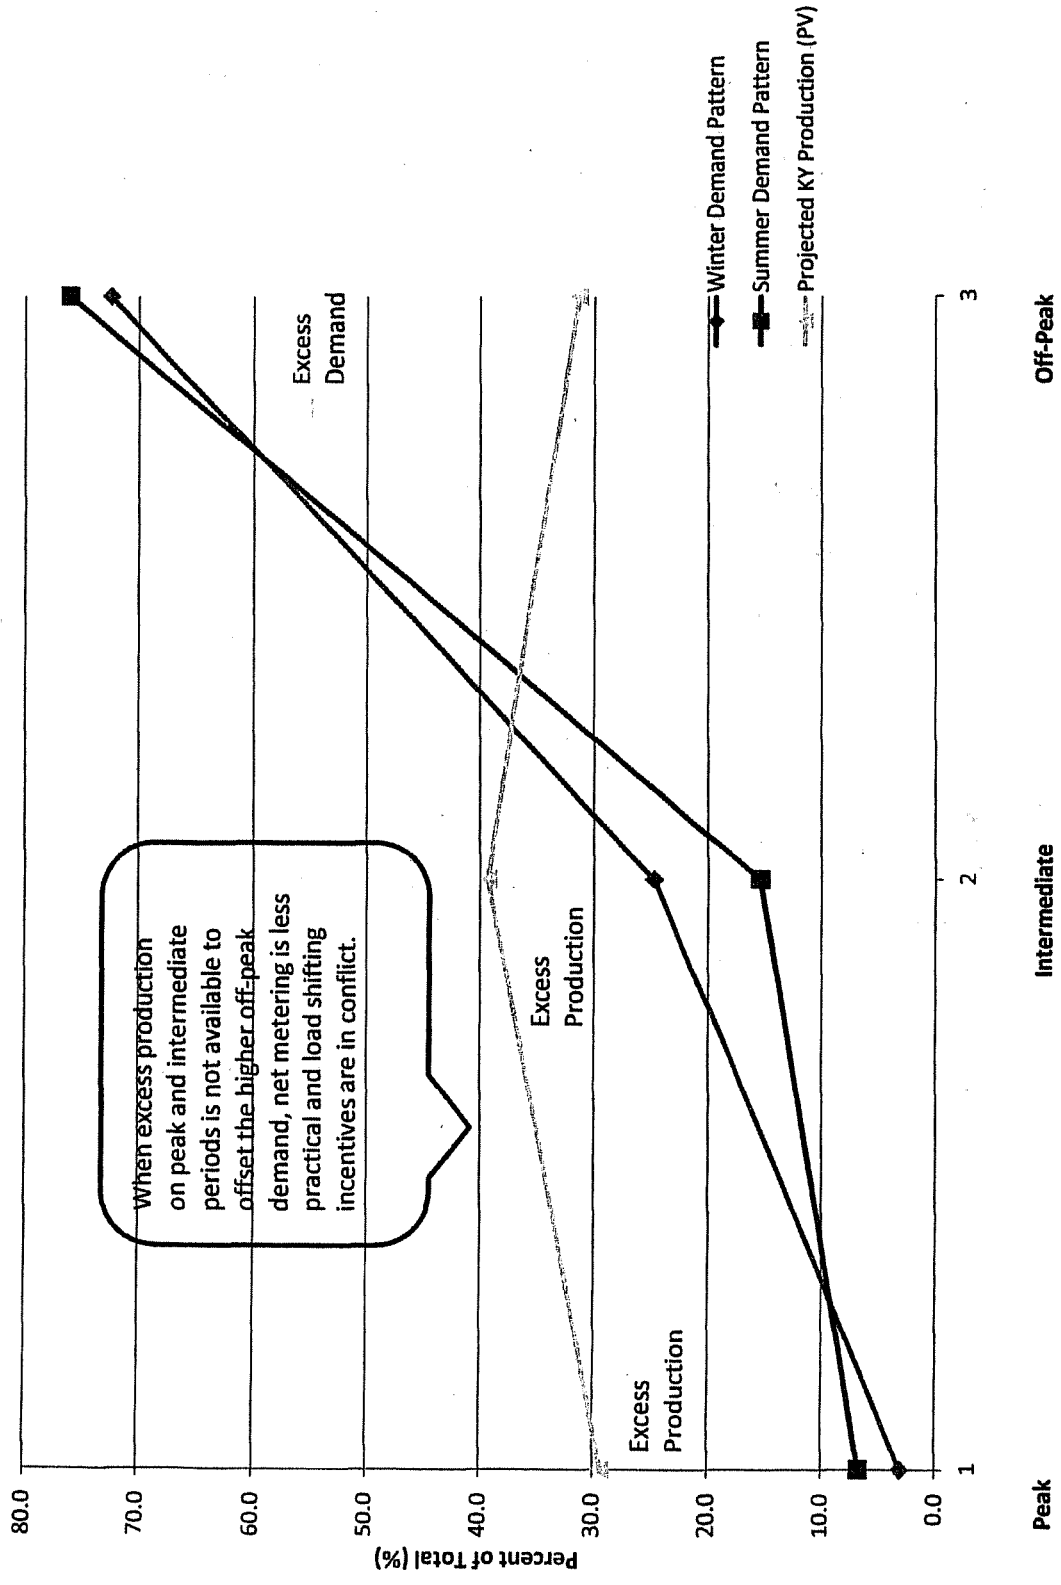 80.0
70.0
60.0
50.0
40.0
30.0
20.0
10.0
0.0
Percent of Total (%)
When excess production
on peak and intermediate
periods is not available to
offset the higher off-peak
demand, net metering is less
practical and load shifting
incentives are in conflict.
Excess
Demand
Excess
Production
Excess
Production
Winter Demand Pattern
Summer Demand Pattern
Projected KY Production (PV)
1
2
3
Peak
Intermediate
Off-Peak